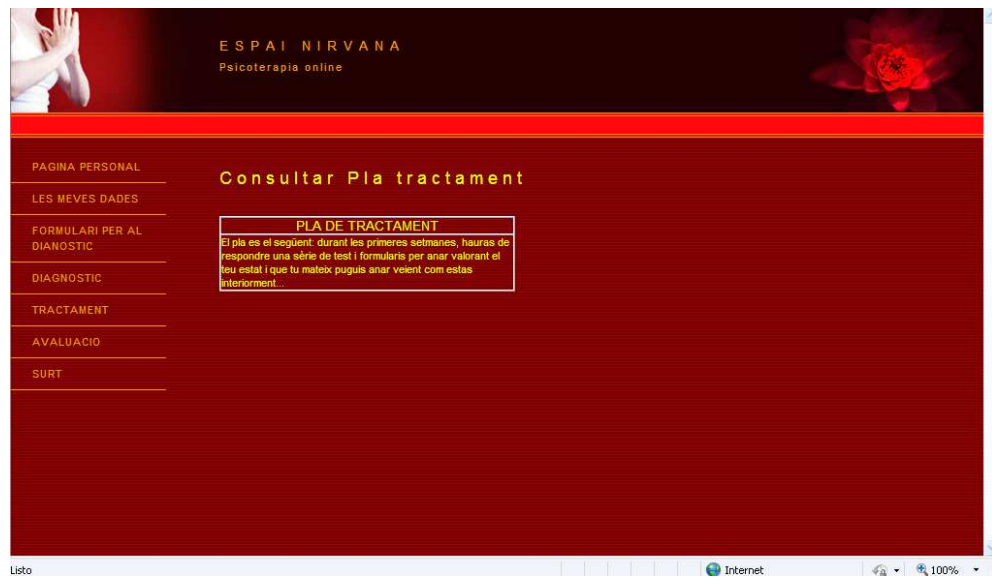 ESPAI NIRVANA
Psicoterapia online
PAGINA PERSONAL
LES MEVES DADES
FORMULARI PER AL
DIANOSTIC
DIAGNOSTIC
TRACTAMENT
AVALUACIO
SURT
Consultar Pla tractament
PLA DE TRACTAMENT
El pla es el següent: durant les primeres setmanes, hauras de
respondre una sèrie de test i formularis per anar valorant el
teu estat i que tu mateix puguis anar veient com estas
interiorment...
Listo
Internet
100%